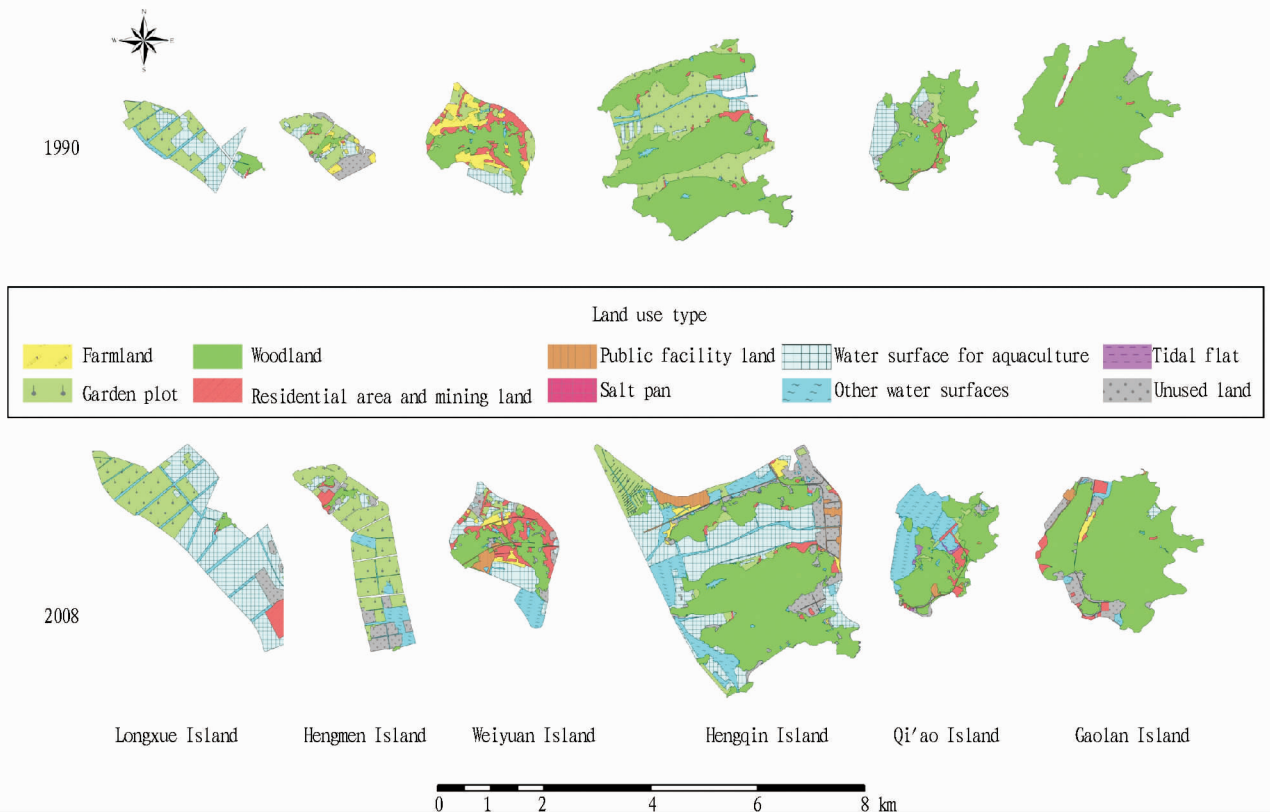 N
W E
S
1990
Land use type
Farmland Woodland Public facility land Water surface for aquaculture Tidal flat
Garden plot Residential area and mining land Salt pan Other water surfaces Unused land
2008
Longxue Island Hengmen Island Weiyuan Island Hengqin Island Qi'ao Island Gaolan Island
0 1 2 4 6 8 km